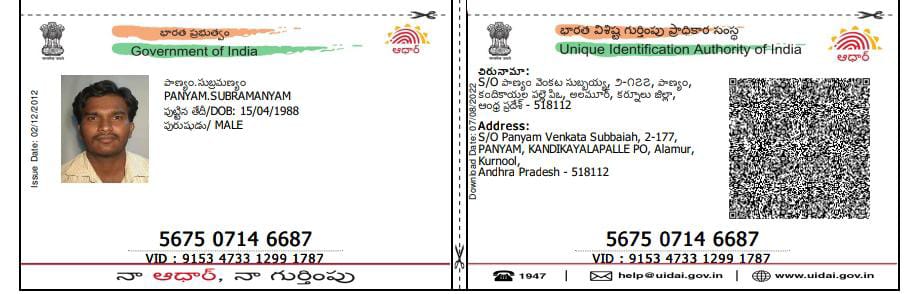 భారత ప్రభుత్వం
Government of India
ఆధార్
Issue Date: 02/12/2012
పాణ్యం.సుబ్రమణ్యం
PANYAM.SUBRAMANYAM
పుట్టిన తేదీ/DOB: 15/04/1988
పురుషుడు/ MALE
5675 0714 6687
VID : 9153 4733 1299 1787
నా ఆధార్, నా గుర్తింపు
భారత విశిష్ట గుర్తింపు ప్రాధికార సంస్థ
Unique Identification Authority of India
ఆధార్
Download Date: 07/08/2022
చిరునామా:
S/O పాణ్యం వెంకట సుబ్బయ్య, ౨-౧౭౭, పాణ్యం,
కందికాయల పల్లె పిఒ, అలమూర్, కర్నూలు జిల్లా,
ఆంధ్ర ప్రదేశ్ - 518112
Address:
S/O Panyam Venkata Subbaiah, 2-177,
PANYAM, KANDIKAYALAPALLE PO, Alamur,
Kurnool,
Andhra Pradesh - 518112
5675 0714 6687
VID : 9153 4733 1299 1787
1947 | help@uidai.gov.in | www.uidai.gov.in